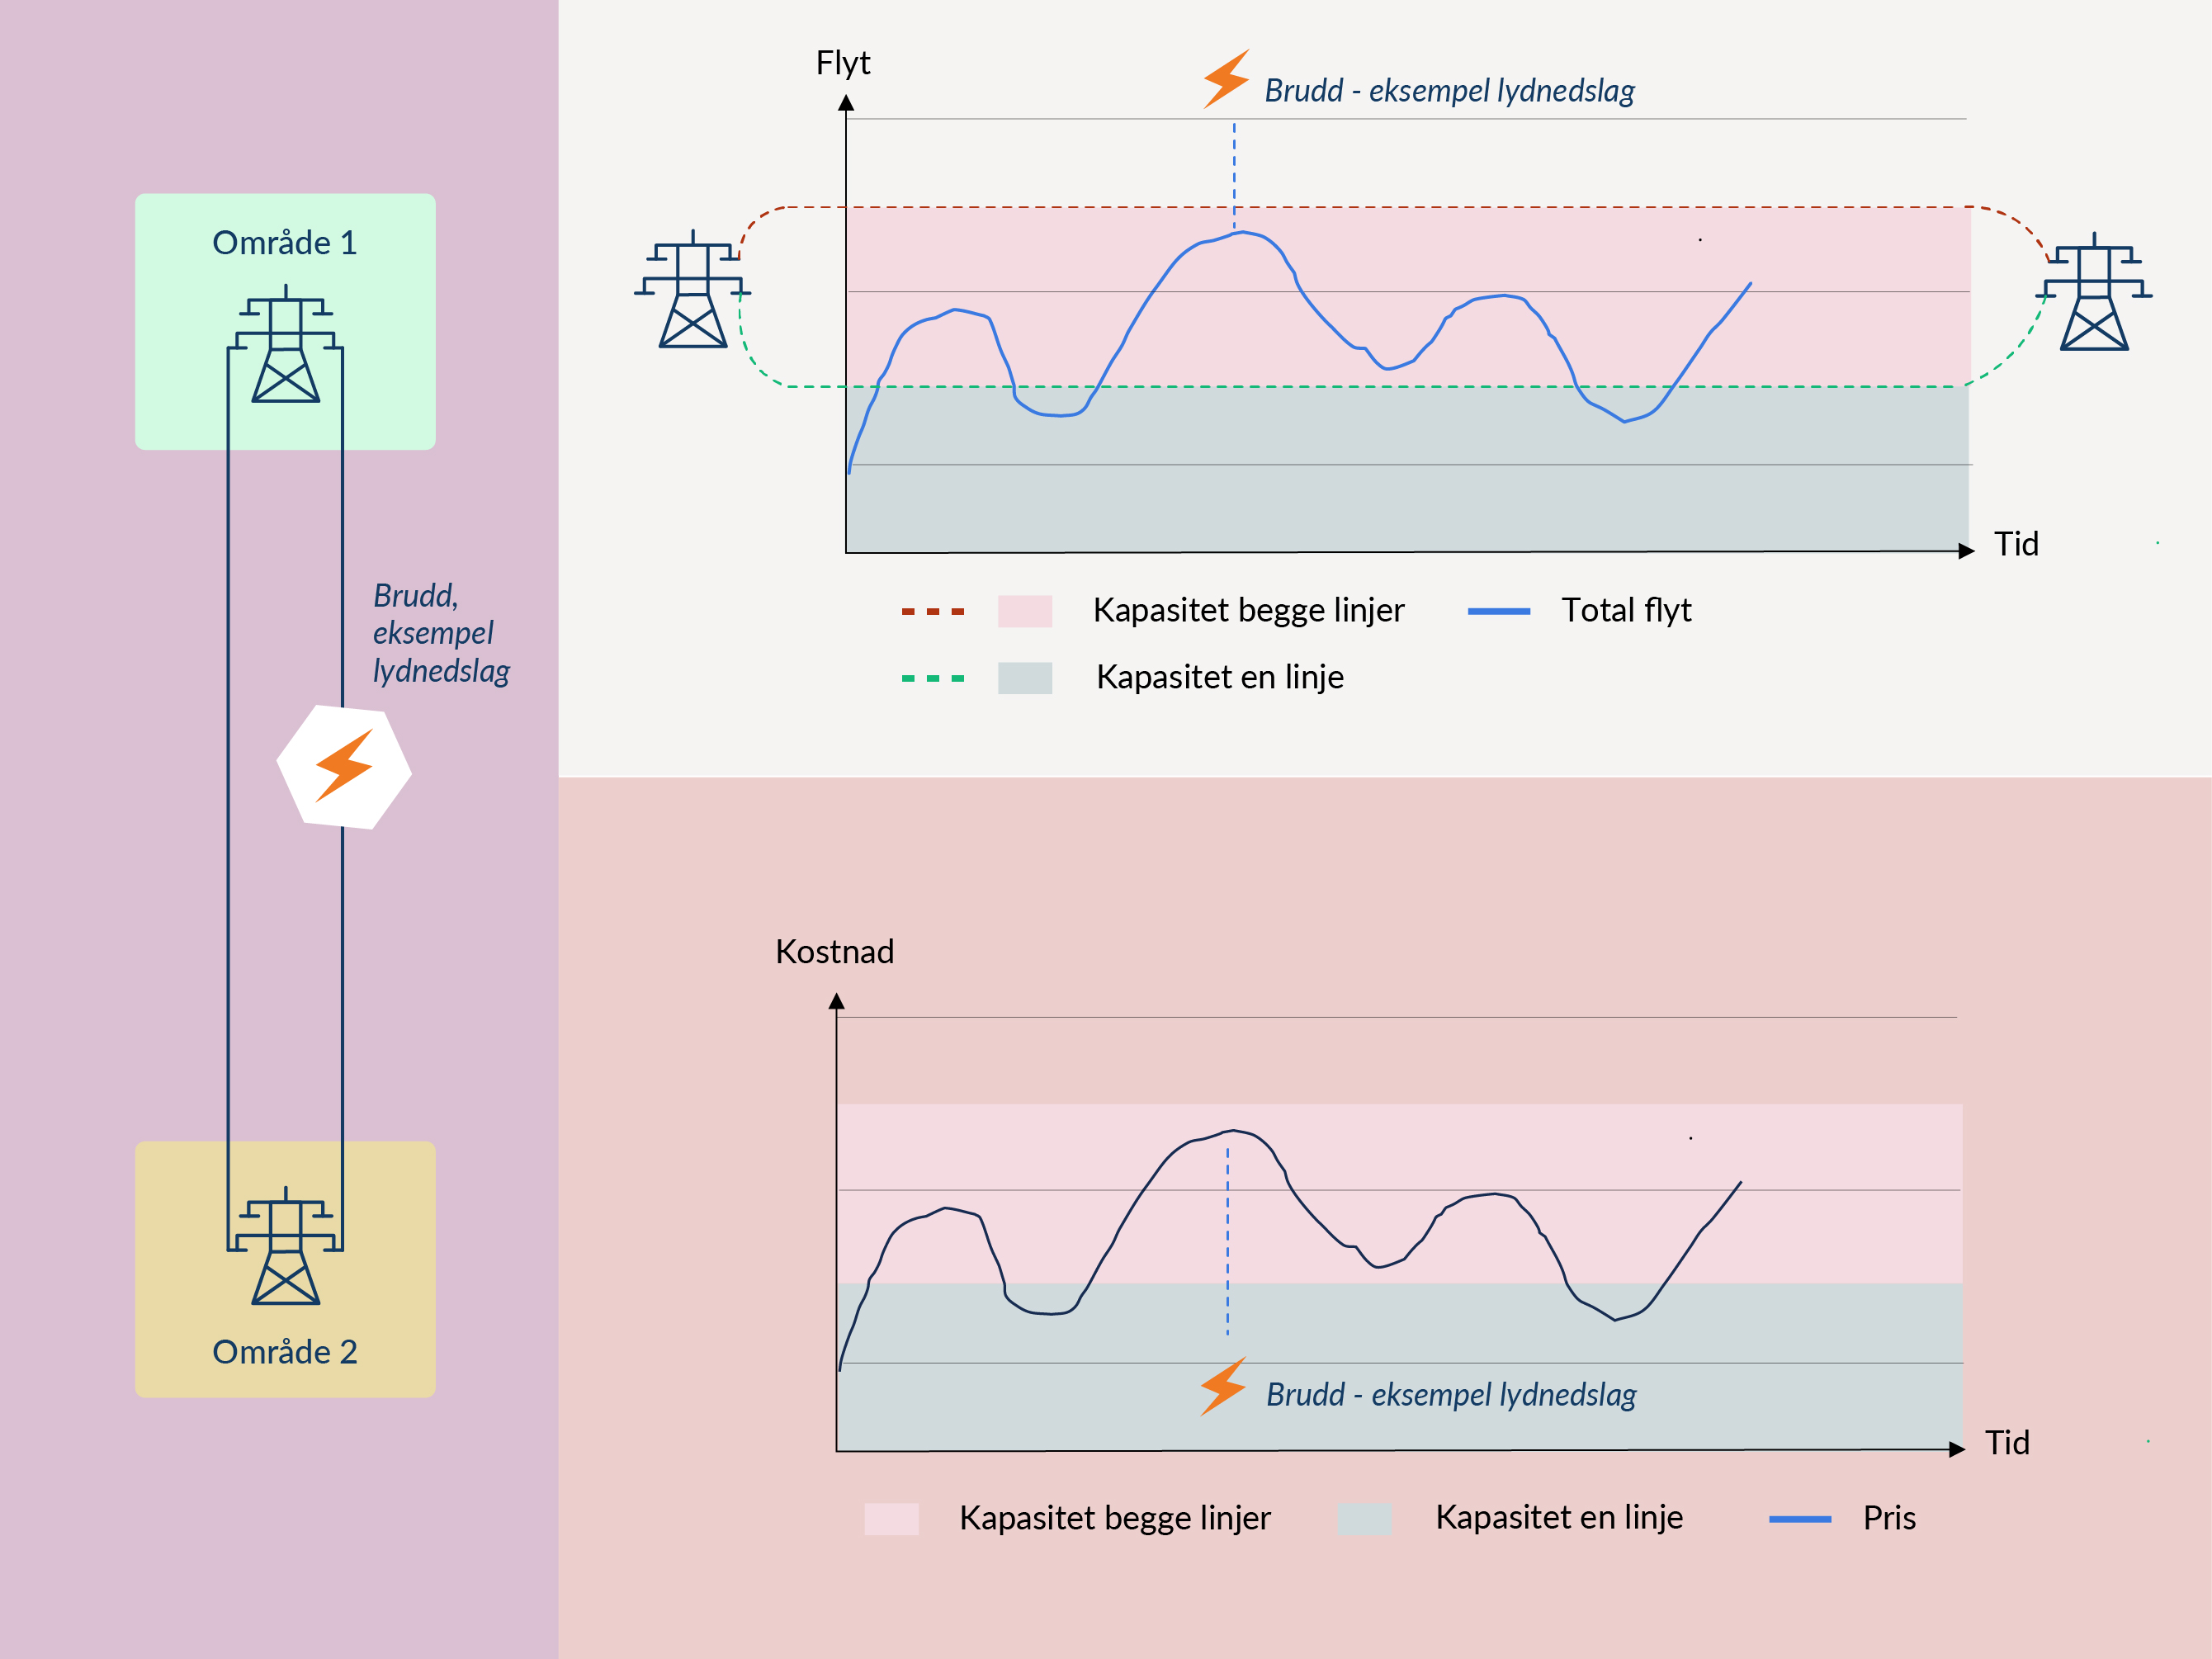 Område 1
Brudd,
eksempel
lydnedslag
Område 2
Flyt
Brudd - eksempel lydnedslag
Tid
Kapasitet begge linjer
Total flyt
Kapasitet en linje
Kostnad
Brudd - eksempel lydnedslag
Tid
Kapasitet begge linjer
Kapasitet en linje
Pris